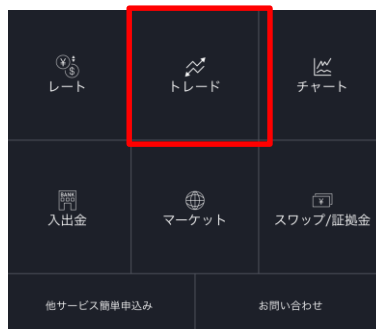 レート
トレード
チャート
BANK
入出金
マーケット
スワップ/証拠金
他サービス簡単申込み
お問い合わせ